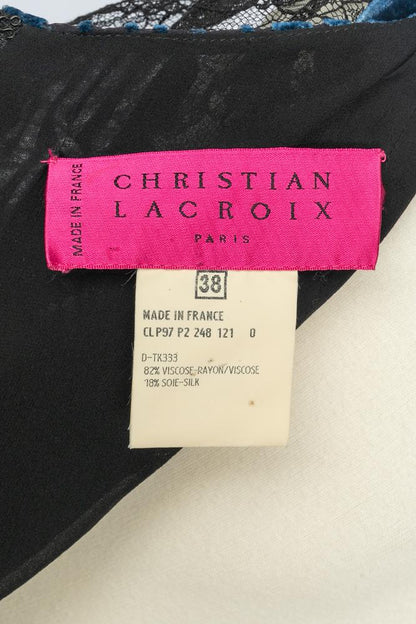 MADE IN FRANCE
CHRISTIAN
LACROIX
PARIS
38
MADE IN FRANCE
CLP97 P2 248 121 0
D-TK333
82% VISCOSE-RAYON/VISCOSE
18% SOIE-SILK